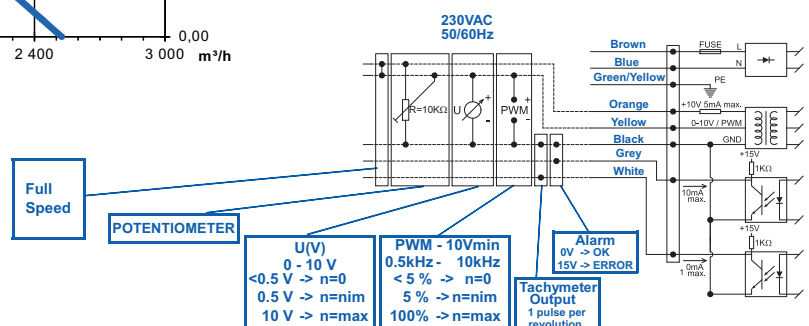 0,00
2 400
3 000
m³/h
230VAC
50/60Hz
Brown
FUSE
L
Blue
N
Green/Yellow
PE
Orange
+10V 5mA max.
Yellow
0-10V / PWM
Black
GND
Grey
White
R=10KΩ
U
+
-
PWM
+
-
+15V
1KΩ
10mA
max.
+15V
1KΩ
10mA
max.
Full
Speed
POTENTIOMETER
U(V)
0 - 10 V
<0.5 V -> n=0
0.5 V -> n=nim
10 V -> n=max
PWM - 10Vmin
0.5kHz - 10kHz
< 5 % -> n=0
5 % -> n=nim
100% -> n=max
Alarm
0V -> OK
15V -> ERROR
Tachymeter
Output
1 pulse per
revolution